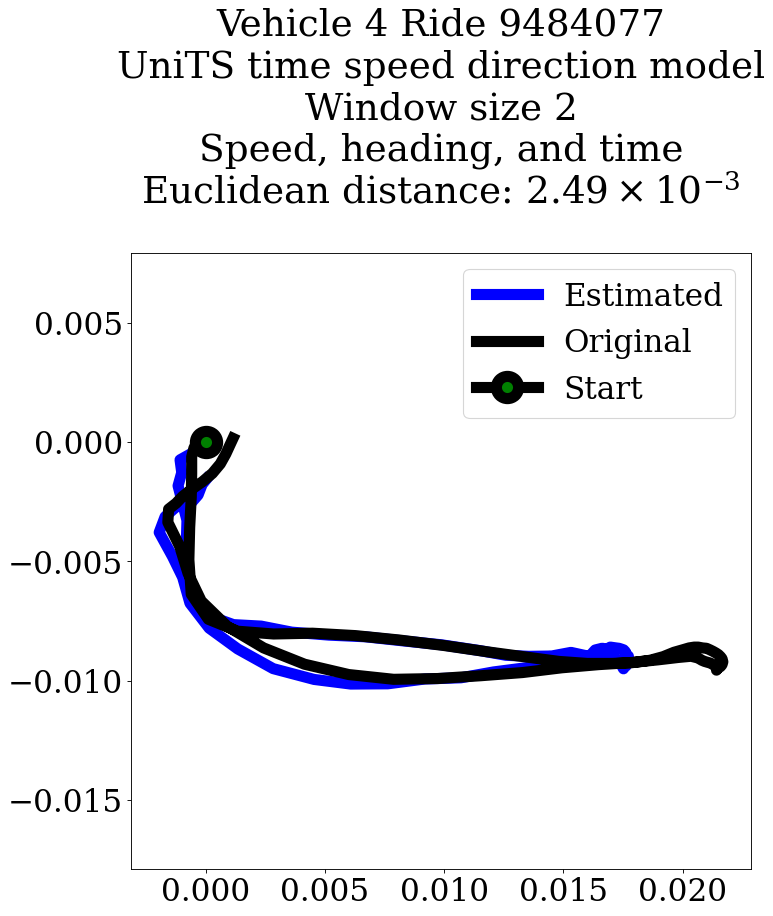 Vehicle 4 Ride 9484077
UniTS time speed direction model
Window size 2
Speed, heading, and time
Euclidean distance: 2.49 × 10⁻³
Estimated
Original
Start
0.005
0.000
−0.005
−0.010
−0.015
0.000 0.005 0.010 0.015 0.020